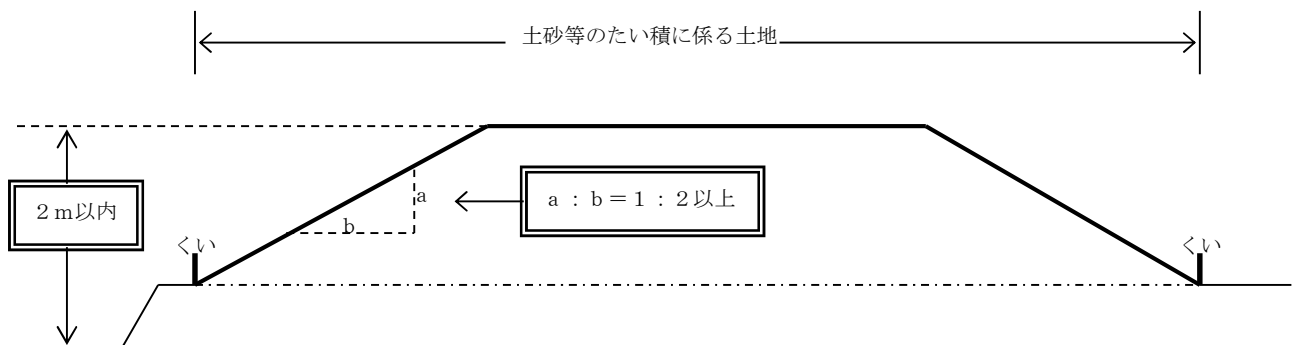 土砂等のたい積に係る土地
2m以内
a
b
a:b=1:2以上
くい
くい